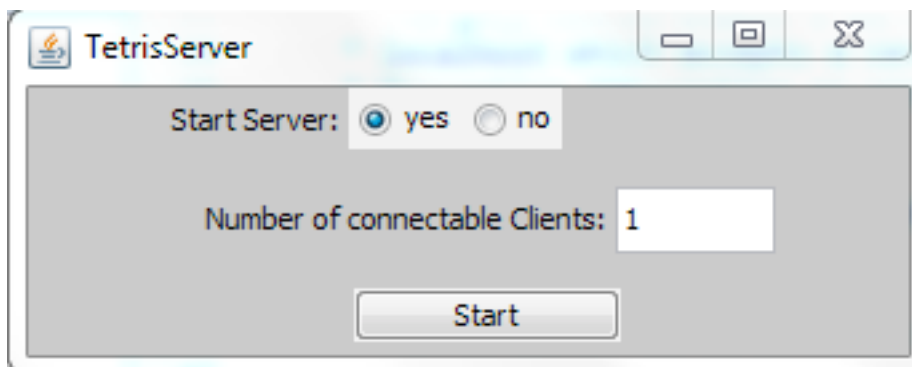 TetrisServer
Start Server: yes no
Number of connectable Clients: 1
Start